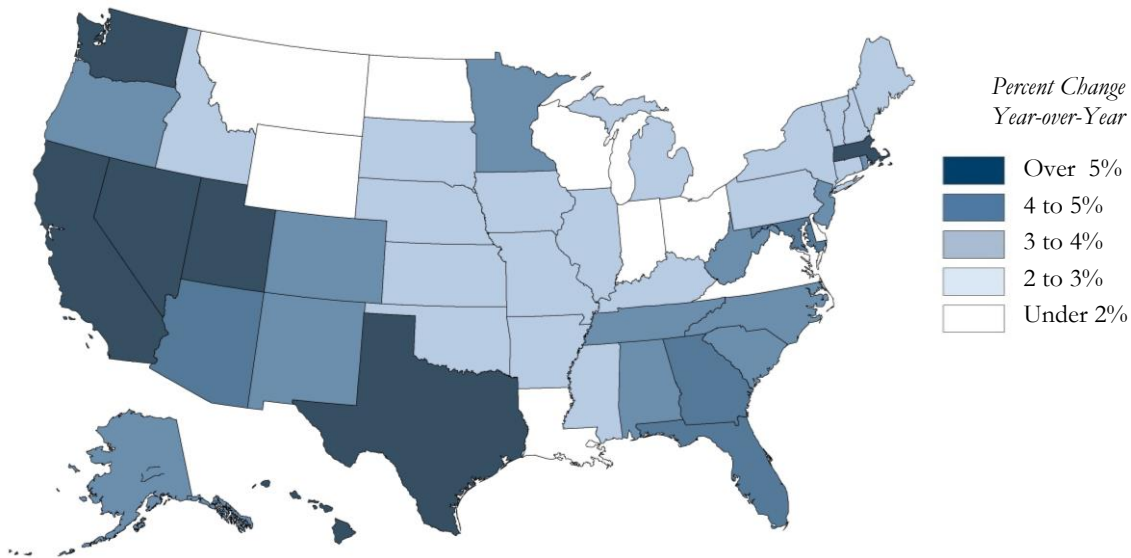 Percent Change
Year-over-Year
Over 5%
4 to 5%
3 to 4%
2 to 3%
Under 2%